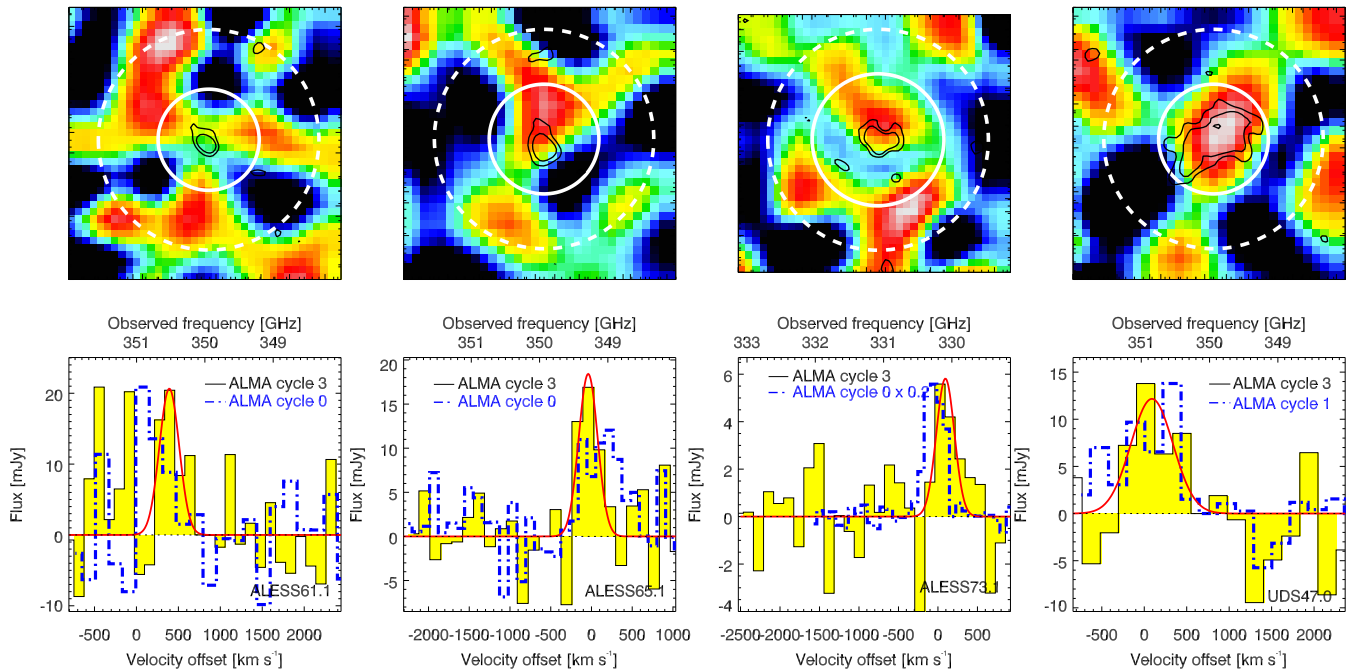 Observed frequency [GHz] Observed frequency [GHz] Observed frequency [GHz] Observed frequency [GHz]
351 350 349 351 350 349 333 332 331 330 351 350 349
ALMA cycle 3 ALMA cycle 3 ALMA cycle 3 ALMA cycle 3
ALMA cycle 0 ALMA cycle 0 ALMA cycle 0 x 0.2 ALMA cycle 1
Flux [mJy] Flux [mJy] Flux [mJy] Flux [mJy]
20 10 0 -10
20 15 10 5 0 -5
6 4 2 0 -2 -4
15 10 5 0 -5 -10
ALESS61.1 ALESS65.1 ALESS73.1 UDS47.0
-500 0 500 1000 1500 2000 -2000 -1000 0 1000 -2500 -2000 -1500 -1000 -500 0 500 -500 0 500 1000 1500 2000
Velocity offset [km s⁻¹] Velocity offset [km s⁻¹] Velocity offset [km s⁻¹] Velocity offset [km s⁻¹]